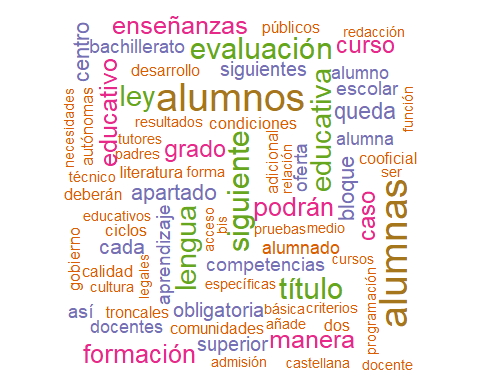 enseñanzas
públicos
redacción
centro
bachillerato
evaluación
curso
desarrollo
siguientes
alumno
educativo
ley
alumnos
escolar
necesidades
autónomas
resultados
condiciones
queda
función
tutores
padres
grado
adicional
relación
oferta
educativa
alumna
cooficial
ser
técnico
literatura
forma
siguiente
bloque
deberán
apartado
podrán
caso
alumnas
educativos
ciclos
aprendizaje
lengua
acceso
bis
pruebas
medio
gobierno
cada
alumnado
calidad
cultura
legales
competencias
cursos
específicas
título
programación
así
troncales
obligatoria
básica
criterios
docentes
comunidades
añade
dos
superior
manera
formación
admisión
castellana
docente